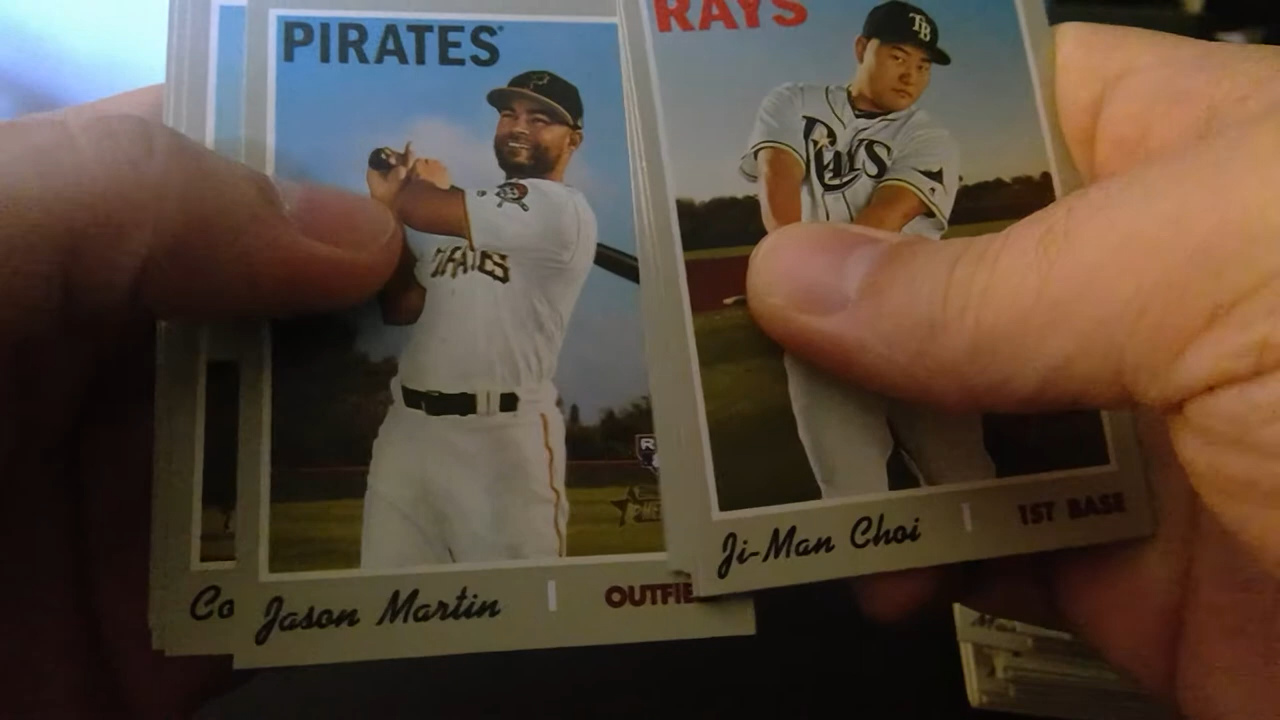 PIRATES
RAYS
TB
Rays
PIRATES
R
Ji-Man Choi | 1ST BASE
Co
Jason Martin | OUTFIE